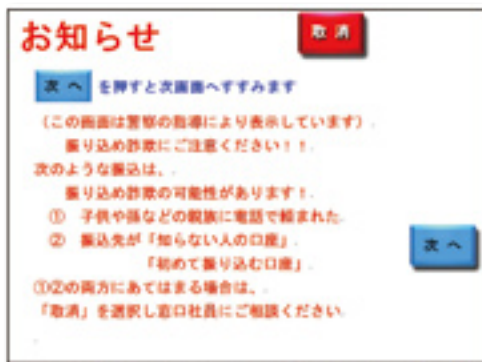 お知らせ
取消
次へ を押すと次画面へすすみます
（この画面は警察の指導により表示しています）．
振り込め詐欺にご注意ください！！．
次のような振込は、．
振り込め詐欺の可能性があります！．
① 子供や孫などの親族に電話で頼まれた．
② 振込先が「知らない人の口座」．
「初めて振り込む口座」．
次へ
①②の両方にあてはまる場合は、．
「取消」を選択し窓口社員にご相談ください．